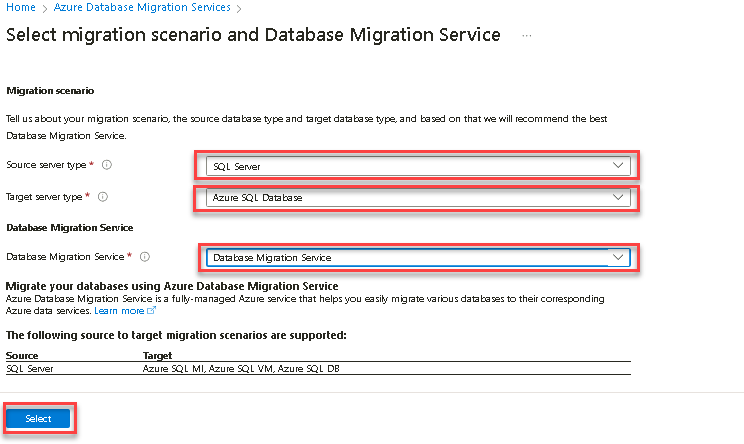 Home > Azure Database Migration Services >
Select migration scenario and Database Migration Service ...
Migration scenario
Tell us about your migration scenario, the source database type and target database type, and based on that we will recommend the best
Database Migration Service.
Source server type * SQL Server
Target server type * Azure SQL Database
Database Migration Service
Database Migration Service * Database Migration Service
Migrate your databases using Azure Database Migration Service
Azure Database Migration Service is a fully-managed Azure service that helps you easily migrate various databases to their corresponding
Azure data services. Learn more
The following source to target migration scenarios are supported:
Source Target
SQL Server Azure SQL MI, Azure SQL VM, Azure SQL DB
Select